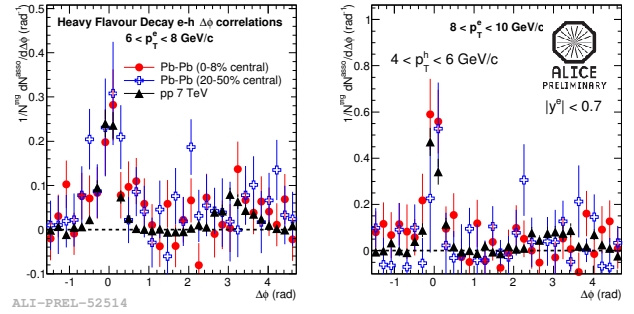 Heavy Flavour Decay e-h Δϕ correlations
6 < p_T^e < 8 GeV/c
Pb-Pb (0-8% central)
Pb-Pb (20-50% central)
pp 7 TeV
1/N^trig dN^asso/dΔϕ (rad^-1)
0.5
0.4
0.3
0.2
0.1
0
-0.1
-1 0 1 2 3 4
Δϕ (rad)
8 < p_T^e < 10 GeV/c
4 < p_T^h < 6 GeV/c
ALICE
PRELIMINARY
|y^e| < 0.7
1/N^trig dN^asso/dΔϕ (rad^-1)
1
0.8
0.6
0.4
0.2
0
-1 0 1 2 3 4
Δϕ (rad)
ALI-PREL-52514